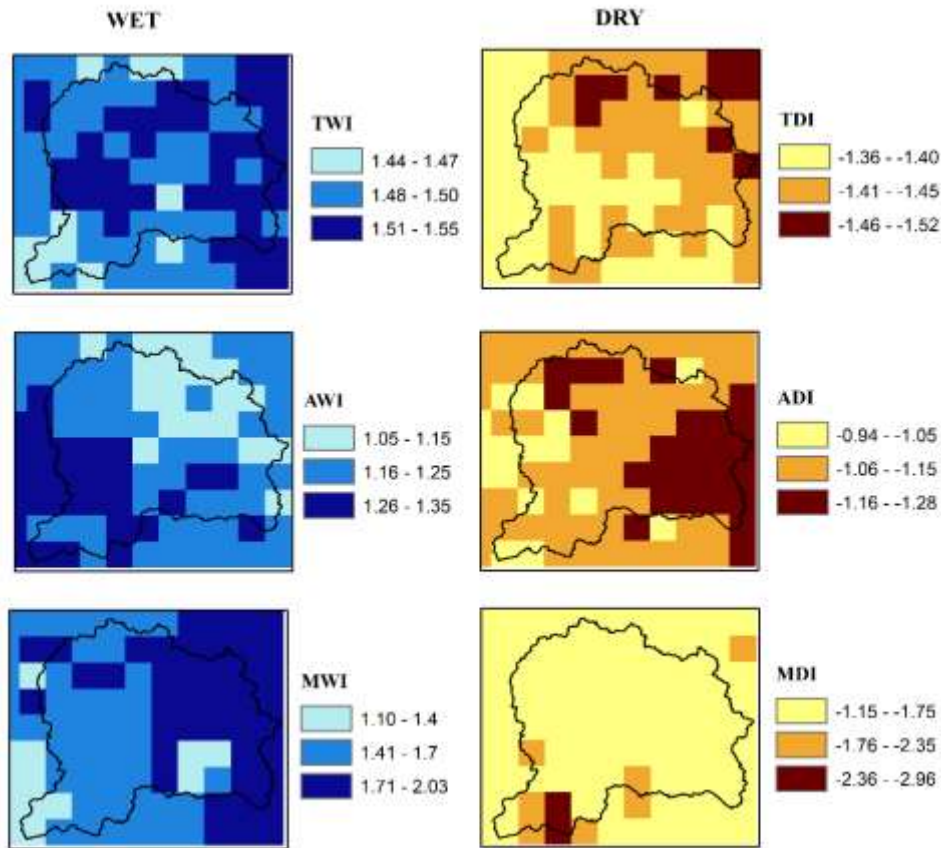 WET
DRY
TWI
1.44 - 1.47
1.48 - 1.50
1.51 - 1.55
TDI
-1.36 - -1.40
-1.41 - -1.45
-1.46 - -1.52
AWI
1.05 - 1.15
1.16 - 1.25
1.26 - 1.35
ADI
-0.94 - -1.05
-1.06 - -1.15
-1.16 - -1.28
MWI
1.10 - 1.4
1.41 - 1.7
1.71 - 2.03
MDI
-1.15 - -1.75
-1.76 - -2.35
-2.36 - -2.96